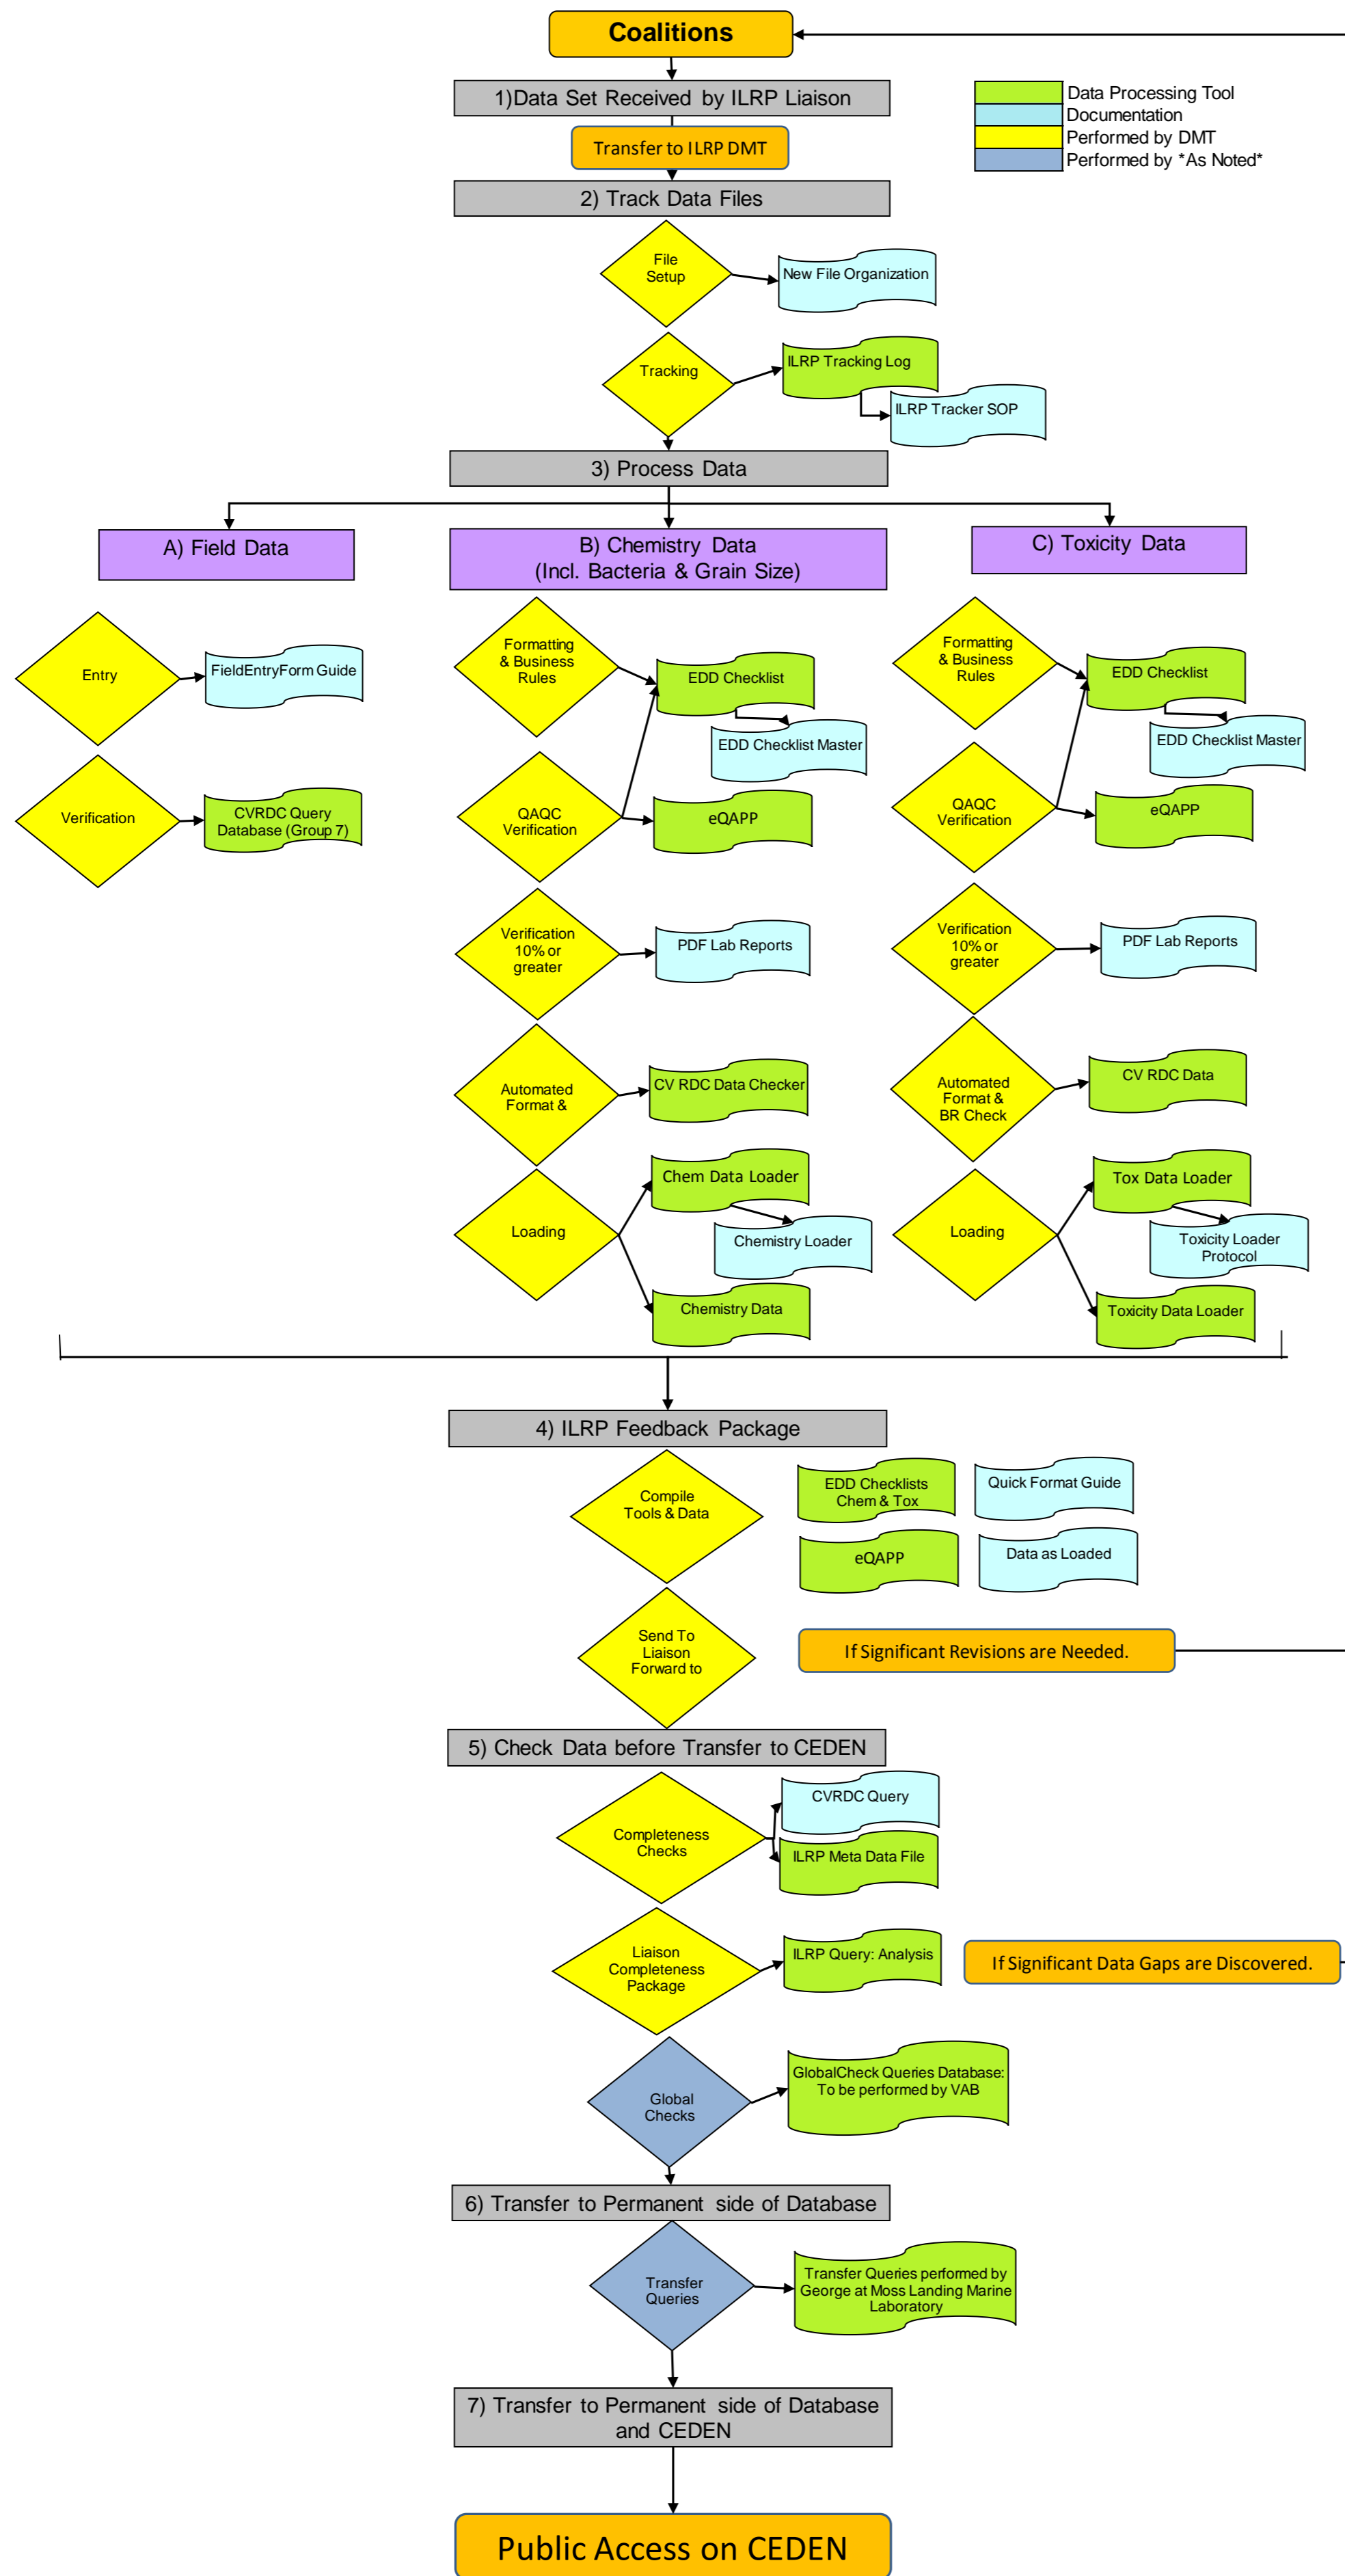 Coalitions
1)Data Set Received by ILRP Liaison
Data Processing Tool
Documentation
Performed by DMT
Performed by *As Noted*
Transfer to ILRP DMT
2) Track Data Files
File
Setup
New File Organization
Tracking
ILRP Tracking Log
ILRP Tracker SOP
3) Process Data
A) Field Data
B) Chemistry Data
(Incl. Bacteria & Grain Size)
C) Toxicity Data
Entry
FieldEntryForm Guide
Verification
CVRDC Query
Database (Group 7)
Formatting
& Business
Rules
EDD Checklist
EDD Checklist Master
QAQC
Verification
eQAPP
Verification
10% or
greater
PDF Lab Reports
Automated
Format &
CV RDC Data Checker
Loading
Chem Data Loader
Chemistry Loader
Chemistry Data
Formatting
& Business
Rules
EDD Checklist
EDD Checklist Master
QAQC
Verification
eQAPP
Verification
10% or
greater
PDF Lab Reports
Automated
Format &
BR Check
CV RDC Data
Loading
Tox Data Loader
Toxicity Loader
Protocol
Toxicity Data Loader
4) ILRP Feedback Package
Compile
Tools & Data
EDD Checklists
Chem & Tox
Quick Format Guide
eQAPP
Data as Loaded
Send To
Liaison
Forward to
If Significant Revisions are Needed.
5) Check Data before Transfer to CEDEN
Completeness
Checks
CVRDC Query
ILRP Meta Data File
Liaison
Completeness
Package
ILRP Query: Analysis
If Significant Data Gaps are Discovered.
Global
Checks
GlobalCheck Queries Database:
To be performed by VAB
6) Transfer to Permanent side of Database
Transfer
Queries
Transfer Queries performed by
George at Moss Landing Marine
Laboratory
7) Transfer to Permanent side of Database
and CEDEN
Public Access on CEDEN